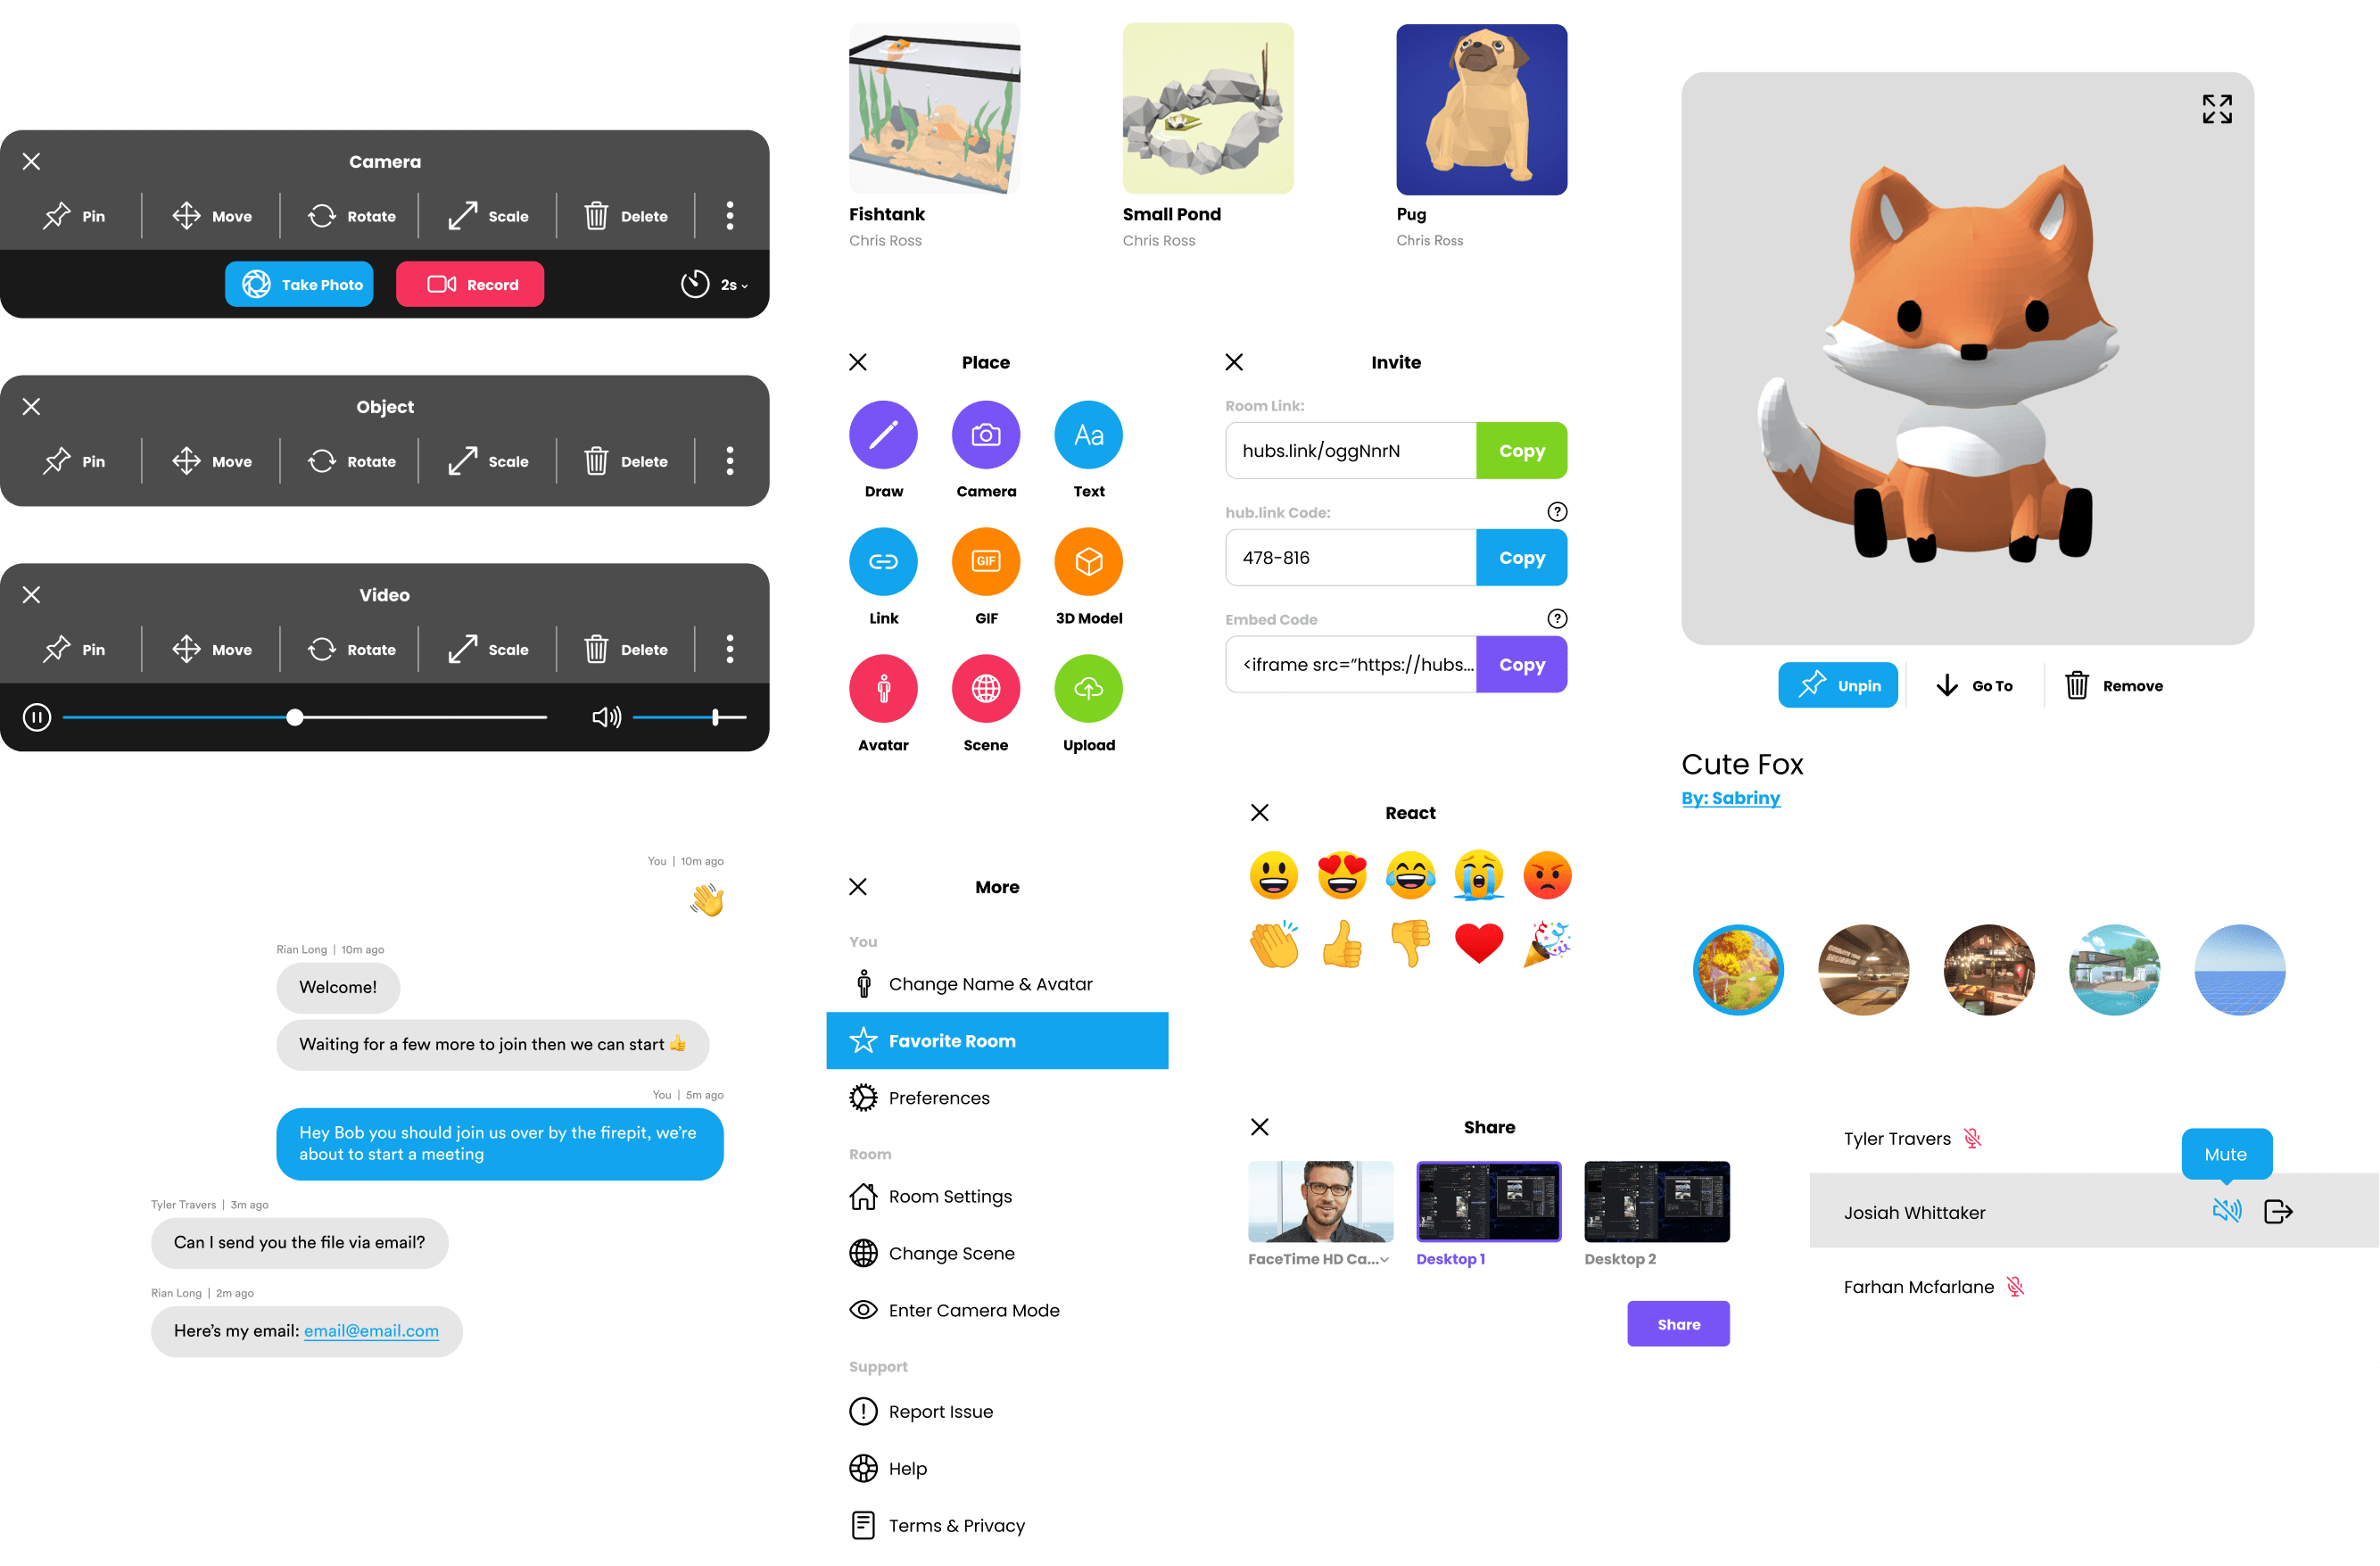 Camera
Pin
Move
Rotate
Scale
Delete
Take Photo
Record
2s
Object
Pin
Move
Rotate
Scale
Delete
Video
Pin
Move
Rotate
Scale
Delete
You | 10m ago
Rian Long | 10m ago
Welcome!
Waiting for a few more to join then we can start 👍
You | 5m ago
Hey Bob you should join us over by the firepit, we’re
about to start a meeting
Tyler Travers | 3m ago
Can I send you the file via email?
Rian Long | 2m ago
Here’s my email: email@email.com
Fishtank
Chris Ross
Small Pond
Chris Ross
Pug
Chris Ross
Place
Draw
Camera
Aa
Text
Link
GIF
GIF
3D Model
Avatar
Scene
Upload
Invite
Room Link:
hubs.link/oggNnrN
Copy
hub.link Code:
?
478-816
Copy
Embed Code
?
<iframe src=”https://hubs...
Copy
More
You
Change Name & Avatar
Favorite Room
Preferences
Room
Room Settings
Change Scene
Enter Camera Mode
Support
Report Issue
Help
Terms & Privacy
React
Share
FaceTime HD Ca...
Desktop 1
Desktop 2
Share
Unpin
Go To
Remove
Cute Fox
By: Sabriny
Tyler Travers
Mute
Josiah Whittaker
Farhan Mcfarlane